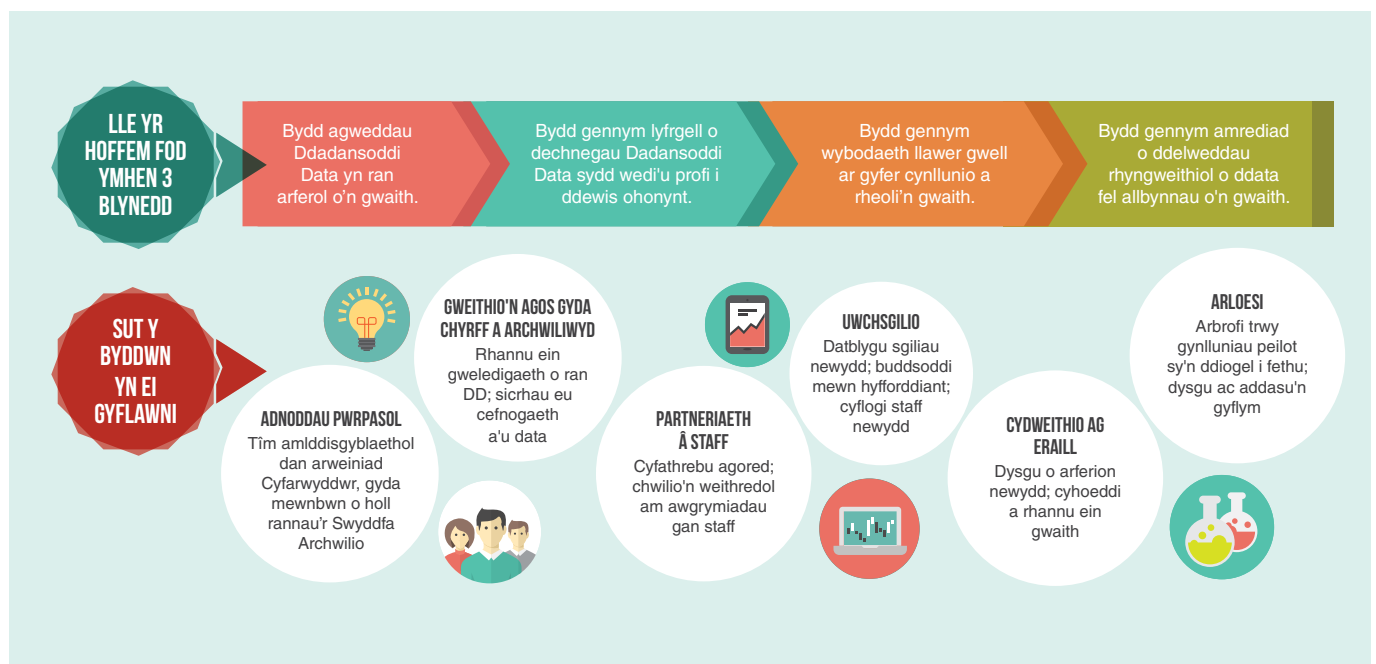 LLE YR
HOFFEM FOD
YMHEN 3
BLYNEDD
Bydd agweddau
Ddadansoddi
Data yn ran
arferol o’n gwaith.
Bydd gennym lyfrgell o
dechnegau Dadansoddi
Data sydd wedi'u profi i
ddewis ohonynt.
Bydd gennym
wybodaeth llawer gwell
ar gyfer cynllunio a
rheoli’n gwaith.
Bydd gennym amrediad
o ddelweddau
rhyngweithiol o ddata
fel allbynnau o'n gwaith.
SUT Y
BYDDWN
YN EI
GYFLAWNI
ADNODDAU PWRPASOL
Tîm amlddisgyblaethol
dan arweiniad
Cyfarwyddwr, gyda
mewnbwn o holl
rannau’r Swyddfa
Archwilio
GWEITHIO'N AGOS GYDA
CHYRFF A ARCHWILIWYD
Rhannu ein
gweledigaeth o ran
DD; sicrhau eu
cefnogaeth
a'u data
PARTNERIAETH
Â STAFF
Cyfathrebu agored;
chwilio'n weithredol
am awgrymiadau
gan staff
UWCHSGILIO
Datblygu sgiliau
newydd; buddsoddi
mewn hyfforddiant;
cyflogi staff
newydd
CYDWEITHIO AG
ERAILL
Dysgu o arferion
newydd; cyhoeddi
a rhannu ein
gwaith
ARLOESI
Arbrofi trwy
gynlluniau peilot
sy'n ddiogel i fethu;
dysgu ac addasu'n
gyflym